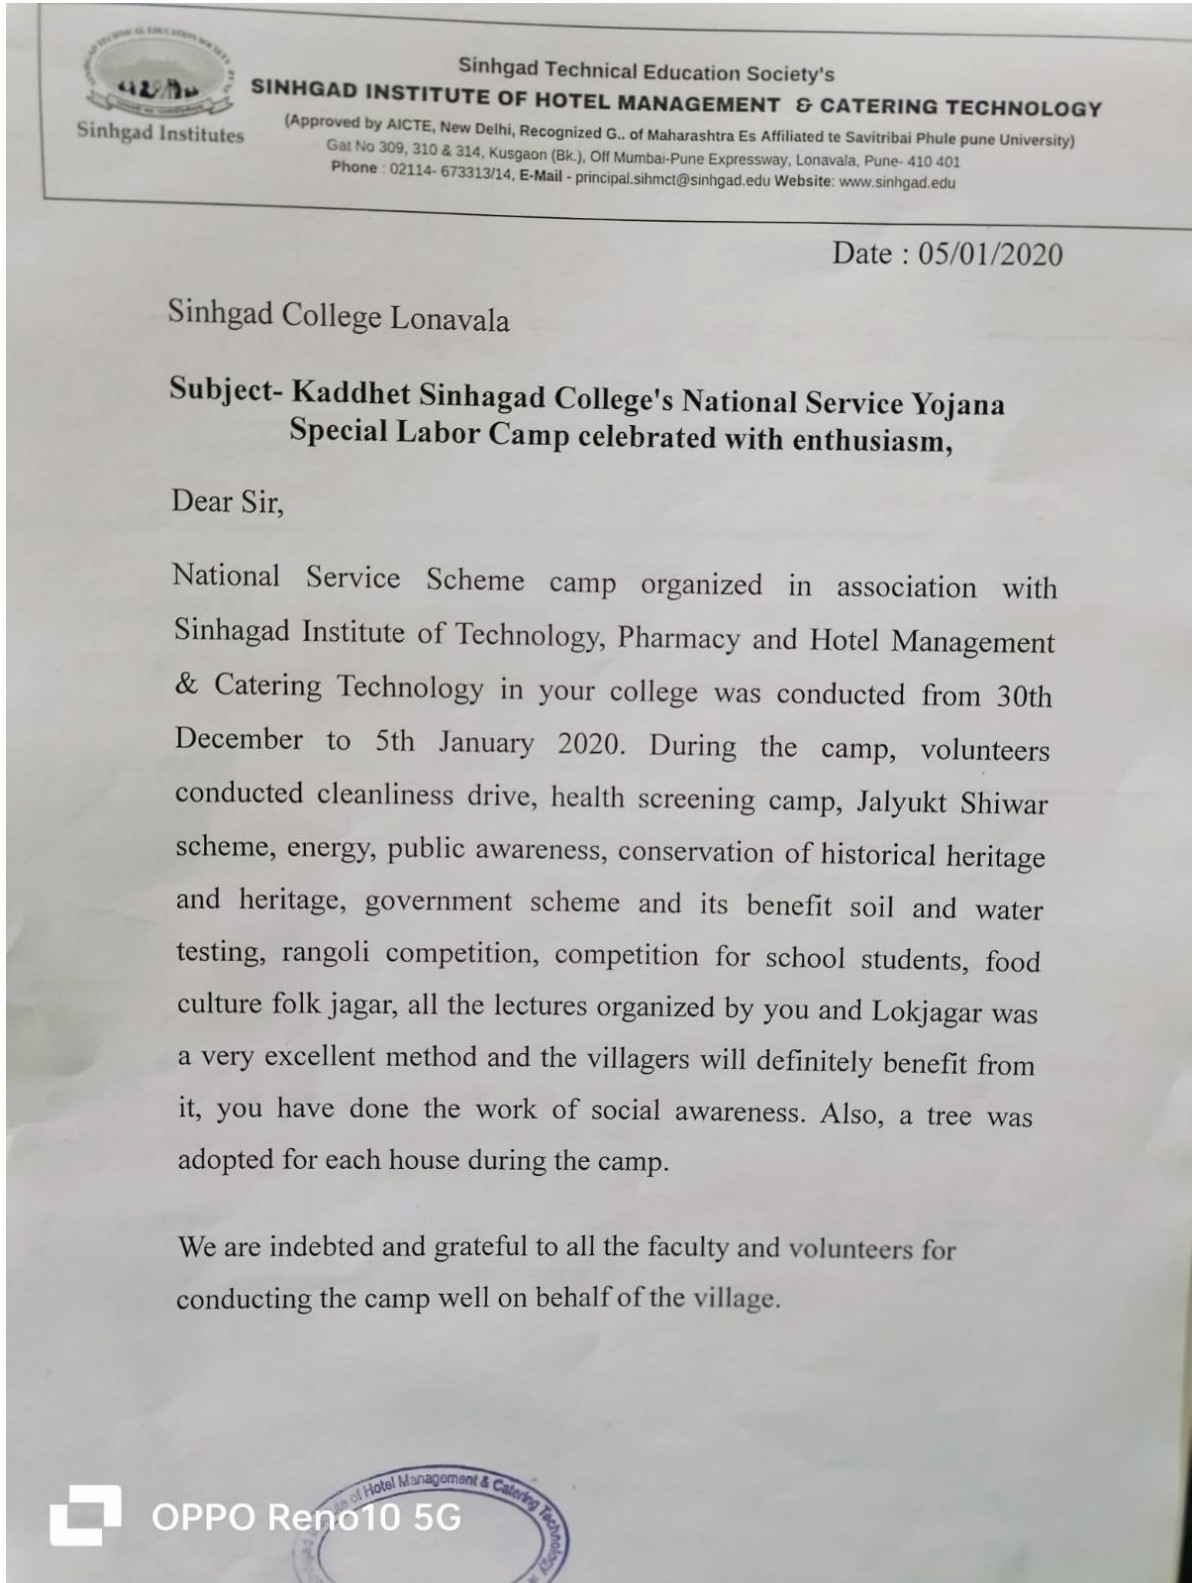 Sinhgad Institutes
Sinhgad Technical Education Society's
SINHGAD INSTITUTE OF HOTEL MANAGEMENT & CATERING TECHNOLOGY
(Approved by AICTE, New Delhi, Recognized G.. of Maharashtra Es Affiliated te Savitribai Phule pune University)
Gat No 309, 310 & 314, Kusgaon (Bk.), Off Mumbai-Pune Expressway, Lonavala, Pune- 410 401
Phone : 02114- 673313/14, E-Mail - principal.sihmct@sinhgad.edu Website: www.sinhgad.edu
Date : 05/01/2020
Sinhgad College Lonavala
Subject- Kaddhet Sinhagad College's National Service Yojana
Special Labor Camp celebrated with enthusiasm,
Dear Sir,
National Service Scheme camp organized in association with
Sinhagad Institute of Technology, Pharmacy and Hotel Management
& Catering Technology in your college was conducted from 30th
December to 5th January 2020. During the camp, volunteers
conducted cleanliness drive, health screening camp, Jalyukt Shiwar
scheme, energy, public awareness, conservation of historical heritage
and heritage, government scheme and its benefit soil and water
testing, rangoli competition, competition for school students, food
culture folk jagar, all the lectures organized by you and Lokjagar was
a very excellent method and the villagers will definitely benefit from
it, you have done the work of social awareness. Also, a tree was
adopted for each house during the camp.
We are indebted and grateful to all the faculty and volunteers for
conducting the camp well on behalf of the village.
of Hotel Management & Catering Technology
OPPO Reno10 5G